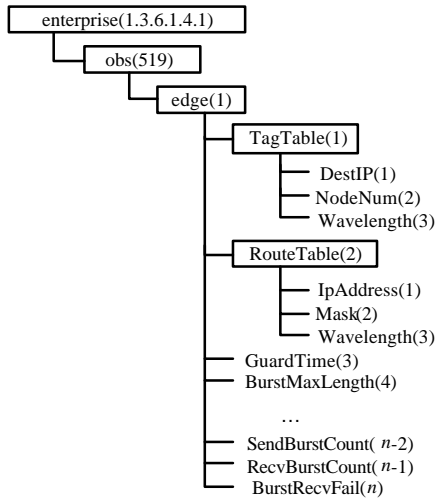 enterprise(1.3.6.1.4.1)
obs(519)
edge(1)
TagTable(1)
DestIP(1)
NodeNum(2)
Wavelength(3)
RouteTable(2)
IpAddress(1)
Mask(2)
Wavelength(3)
GuardTime(3)
BurstMaxLength(4)
…
SendBurstCount( n-2)
RecvBurstCount( n-1)
BurstRecvFail(n)